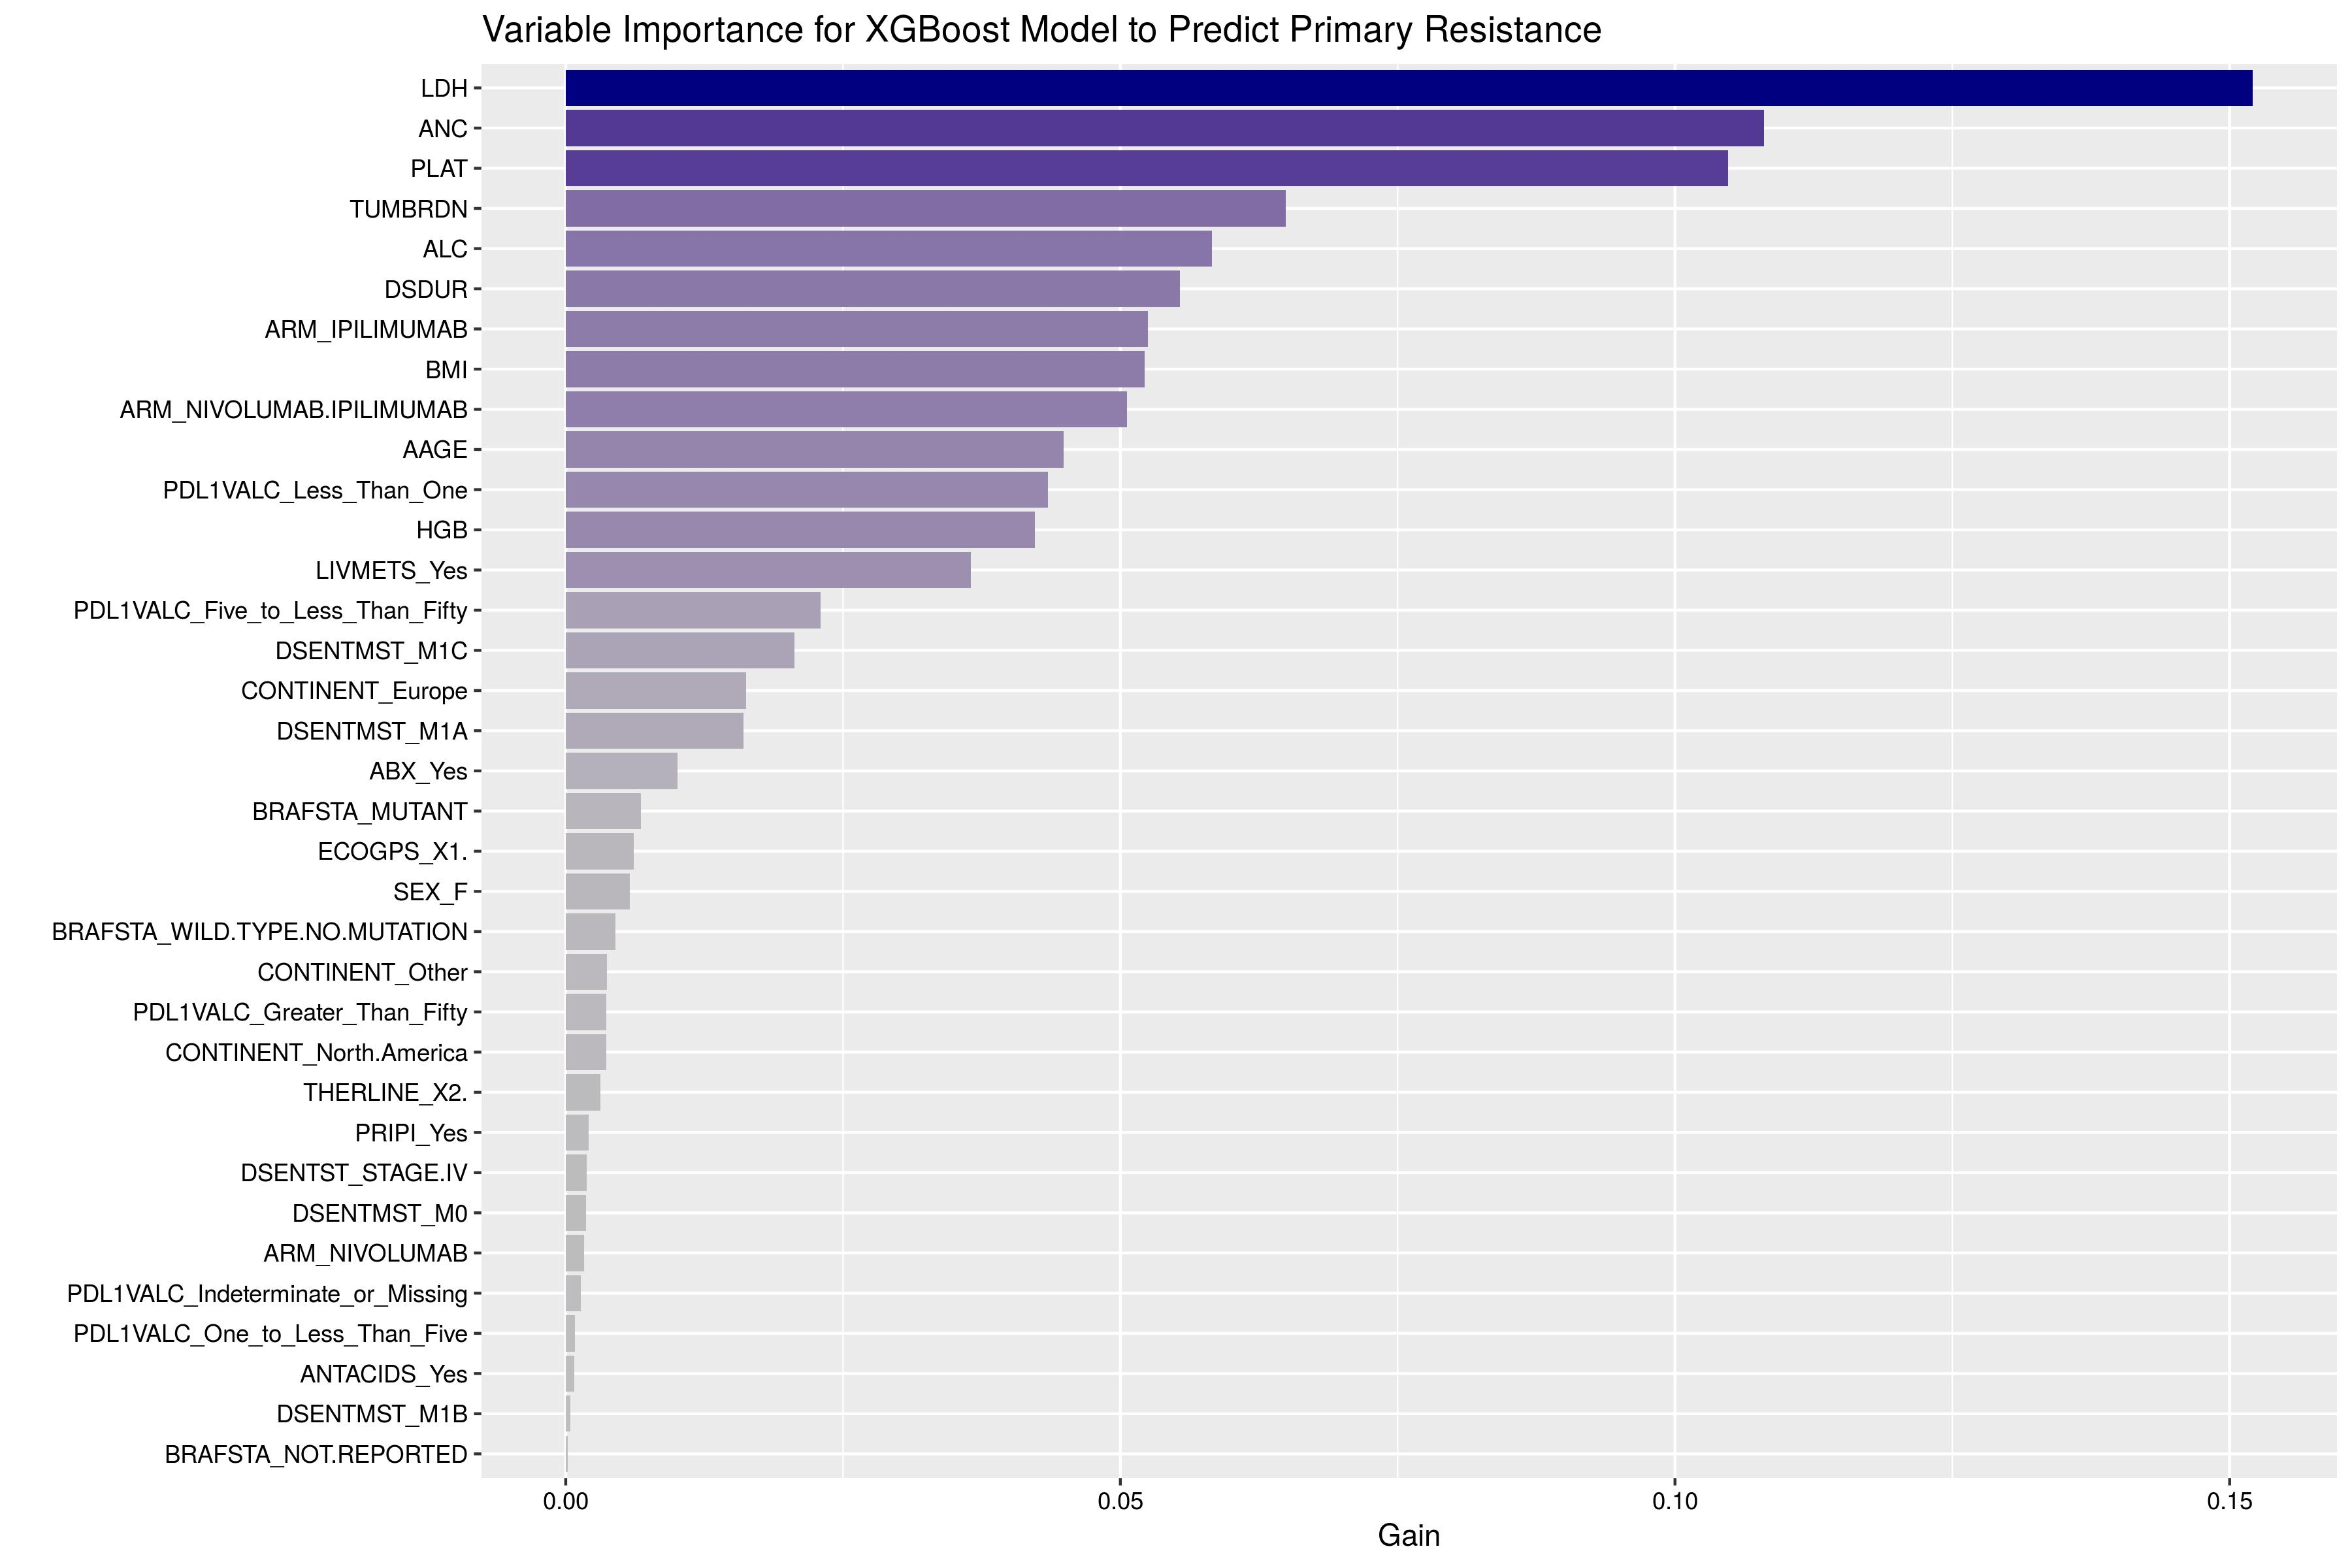 Variable Importance for XGBoost Model to Predict Primary Resistance
LDH
ANC
PLAT
TUMBRDN
ALC
DSDUR
ARM_IPILIMUMAB
BMI
ARM_NIVOLUMAB.IPILIMUMAB
AAGE
PDL1VALC_Less_Than_One
HGB
LIVMETS_Yes
PDL1VALC_Five_to_Less_Than_Fifty
DSENTMST_M1C
CONTINENT_Europe
DSENTMST_M1A
ABX_Yes
BRAFSTA_MUTANT
ECOGPS_X1.
SEX_F
BRAFSTA_WILD.TYPE.NO.MUTATION
CONTINENT_Other
PDL1VALC_Greater_Than_Fifty
CONTINENT_North.America
THERLINE_X2.
PRIPI_Yes
DSENTST_STAGE.IV
DSENTMST_M0
ARM_NIVOLUMAB
PDL1VALC_Indeterminate_or_Missing
PDL1VALC_One_to_Less_Than_Five
ANTACIDS_Yes
DSENTMST_M1B
BRAFSTA_NOT.REPORTED
0.00 0.05 0.10 0.15
Gain